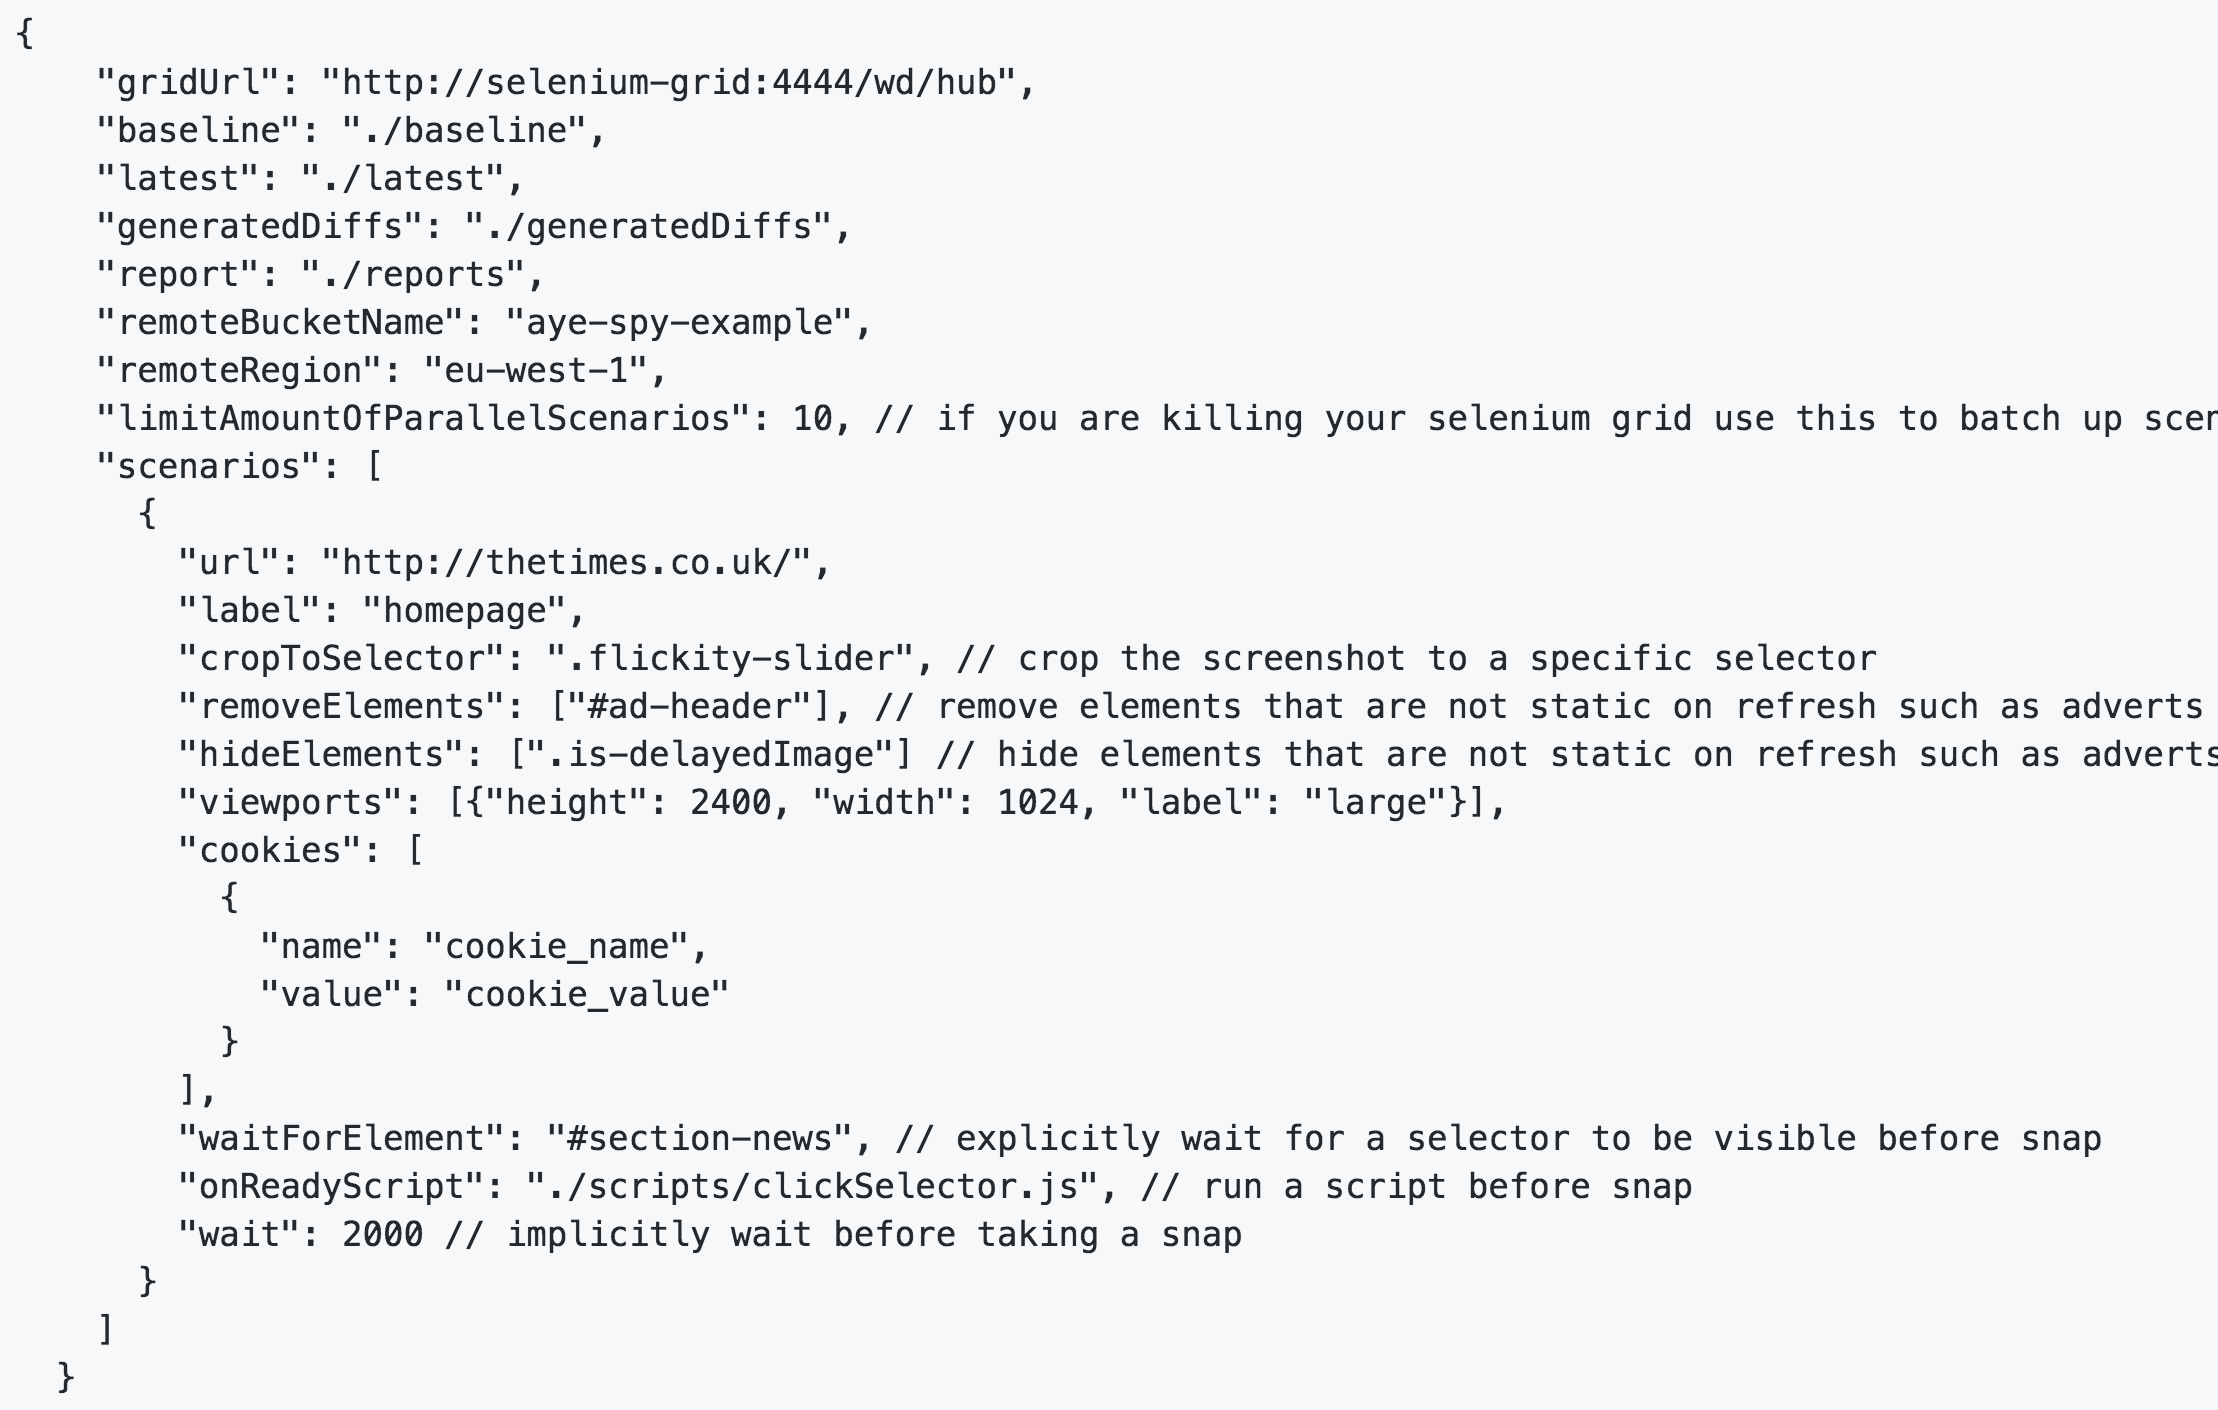 {
"gridUrl": "http://selenium-grid:4444/wd/hub",
"baseline": "./baseline",
"latest": "./latest",
"generatedDiffs": "./generatedDiffs",
"report": "./reports",
"remoteBucketName": "aye-spy-example",
"remoteRegion": "eu-west-1",
"limitAmountOfParallelScenarios": 10, // if you are killing your selenium grid use this to batch up
"scenarios": [
{
"url": "http://thetimes.co.uk/",
"label": "homepage",
"cropToSelector": ".flickity-slider", // crop the screenshot to a specific selector
"removeElements": ["#ad-header"], // remove elements that are not static on refresh such as adverts
"hideElements": [".is-delayedImage"] // hide elements that are not static on refresh such as adverts
"viewports": [{"height": 2400, "width": 1024, "label": "large"}],
"cookies": [
{
"name": "cookie_name",
"value": "cookie_value"
}
],
"waitForElement": "#section-news", // explicitly wait for a selector to be visible before snap
"onReadyScript": "./scripts/clickSelector.js", // run a script before snap
"wait": 2000 // implicitly wait before taking a snap
}
]
}